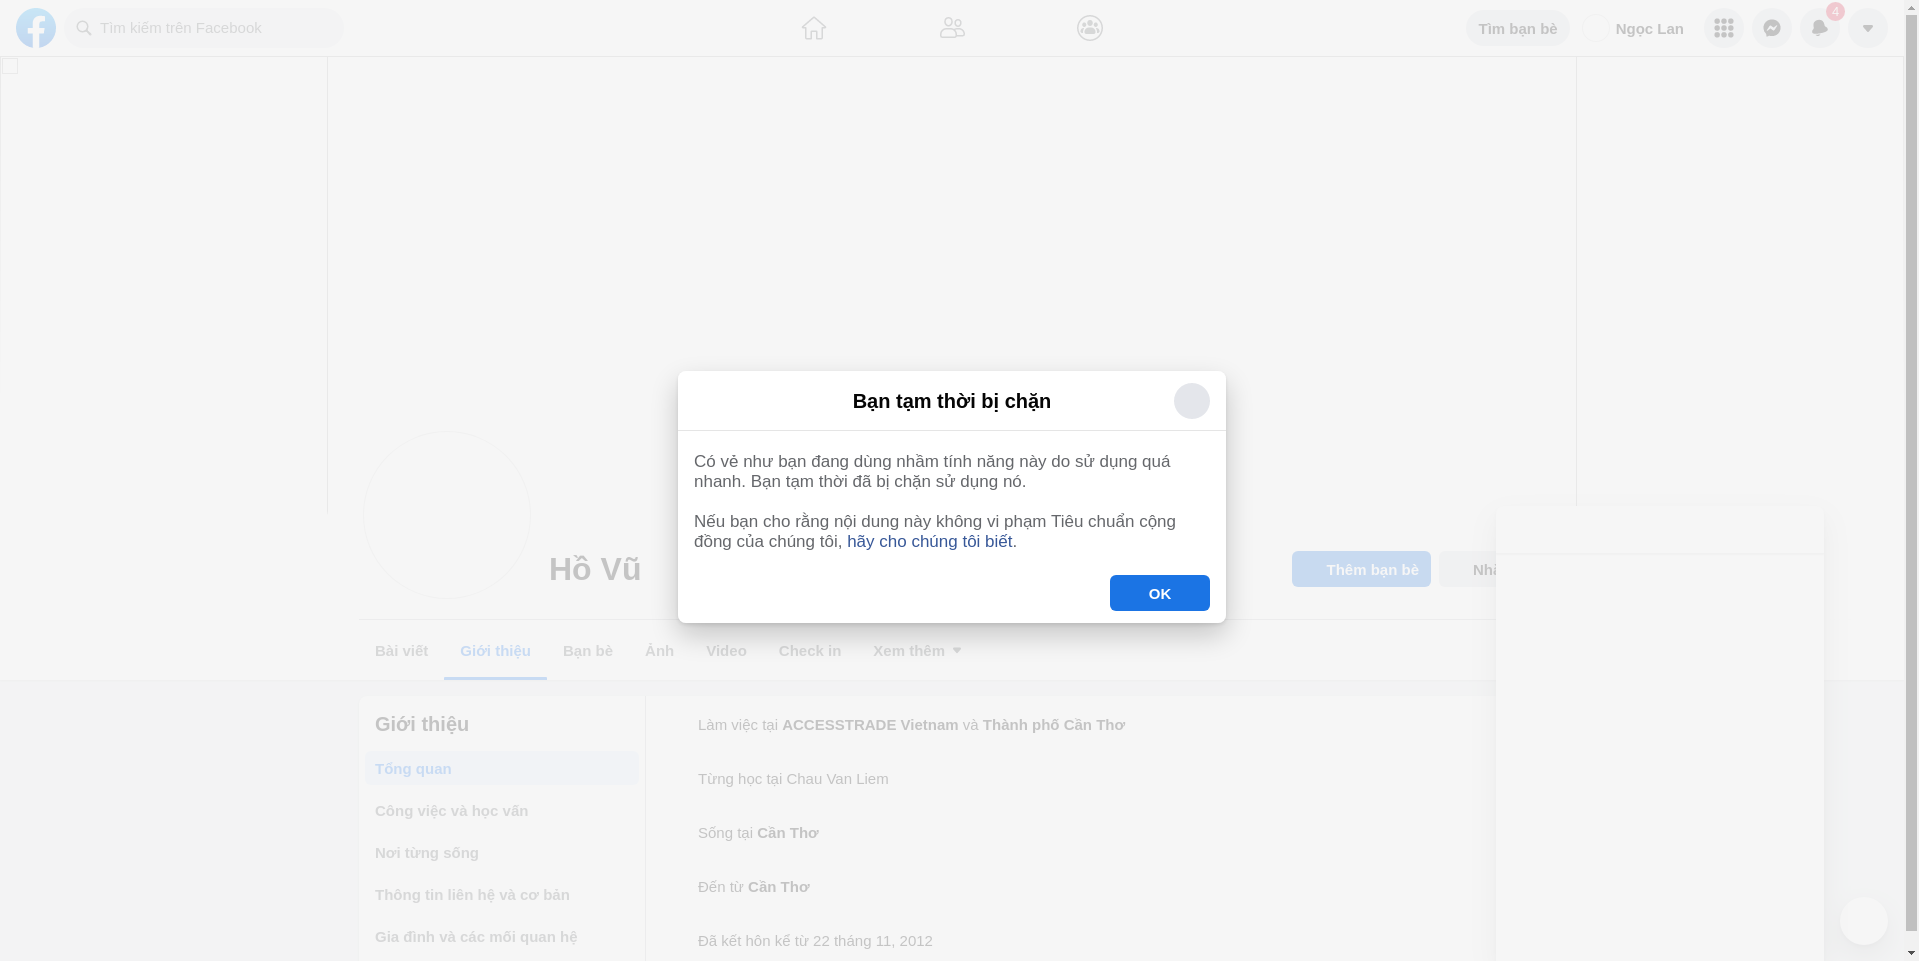 Tìm kiếm trên Facebook
Tìm bạn bè
Ngọc Lan
4
Bạn tạm thời bị chặn
Có vẻ như bạn đang dùng nhầm tính năng này do sử dụng quá
nhanh. Bạn tạm thời đã bị chặn sử dụng nó.
Nếu bạn cho rằng nội dung này không vi phạm Tiêu chuẩn cộng
đồng của chúng tôi, hãy cho chúng tôi biết.
OK
Hồ Vũ
Thêm bạn bè
Bài viết
Giới thiệu
Bạn bè
Ảnh
Video
Check in
Xem thêm
Giới thiệu
Tổng quan
Công việc và học vấn
Nơi từng sống
Thông tin liên hệ và cơ bản
Gia đình và các mối quan hệ
Làm việc tại ACCESSTRADE Vietnam và Thành phố Cần Thơ
Từng học tại Chau Van Liem
Sống tại Cần Thơ
Đến từ Cần Thơ
Đã kết hôn kể từ 22 tháng 11, 2012